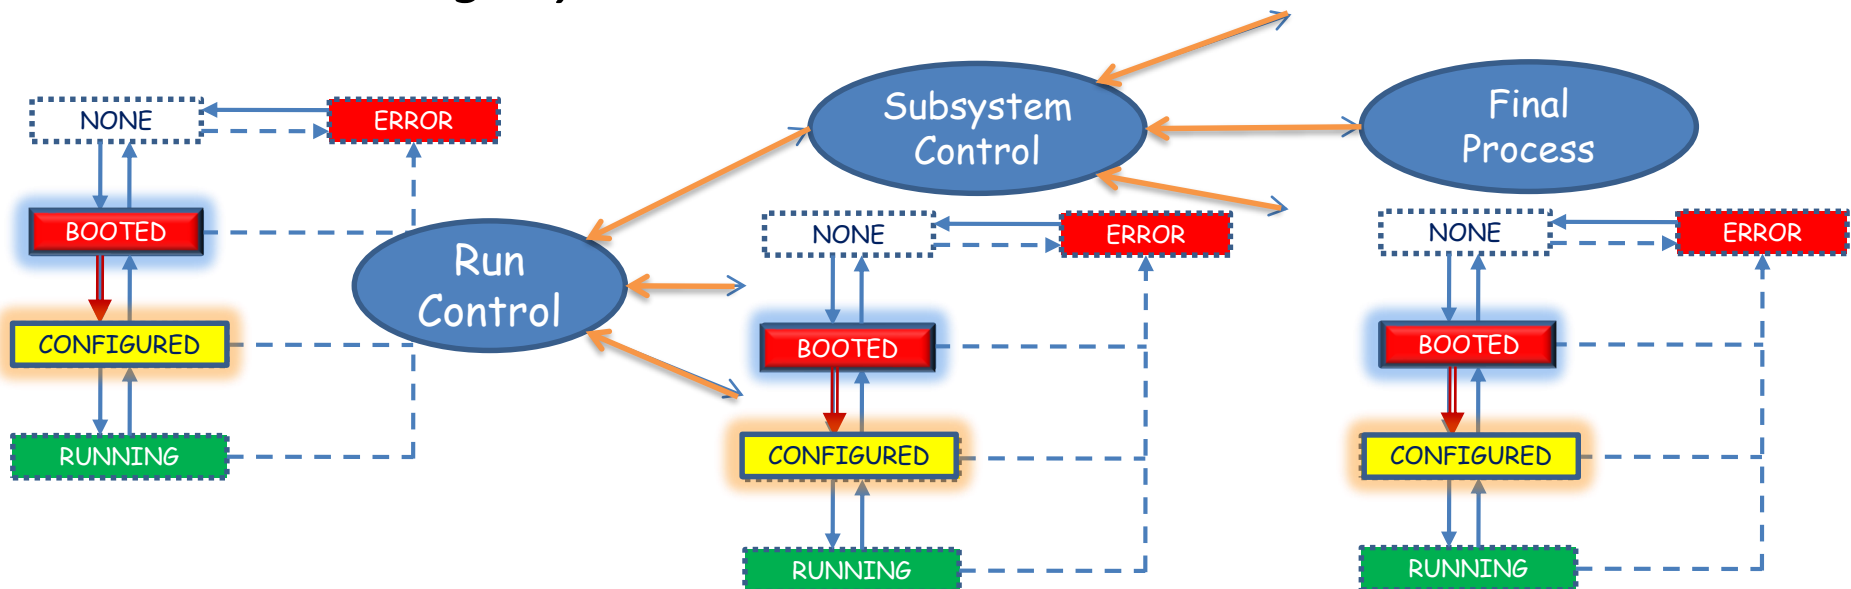 NONE
ERROR
BOOTED
CONFIGURED
RUNNING
Run
Control
Subsystem
Control
NONE
ERROR
BOOTED
CONFIGURED
RUNNING
Final
Process
NONE
ERROR
BOOTED
CONFIGURED
RUNNING